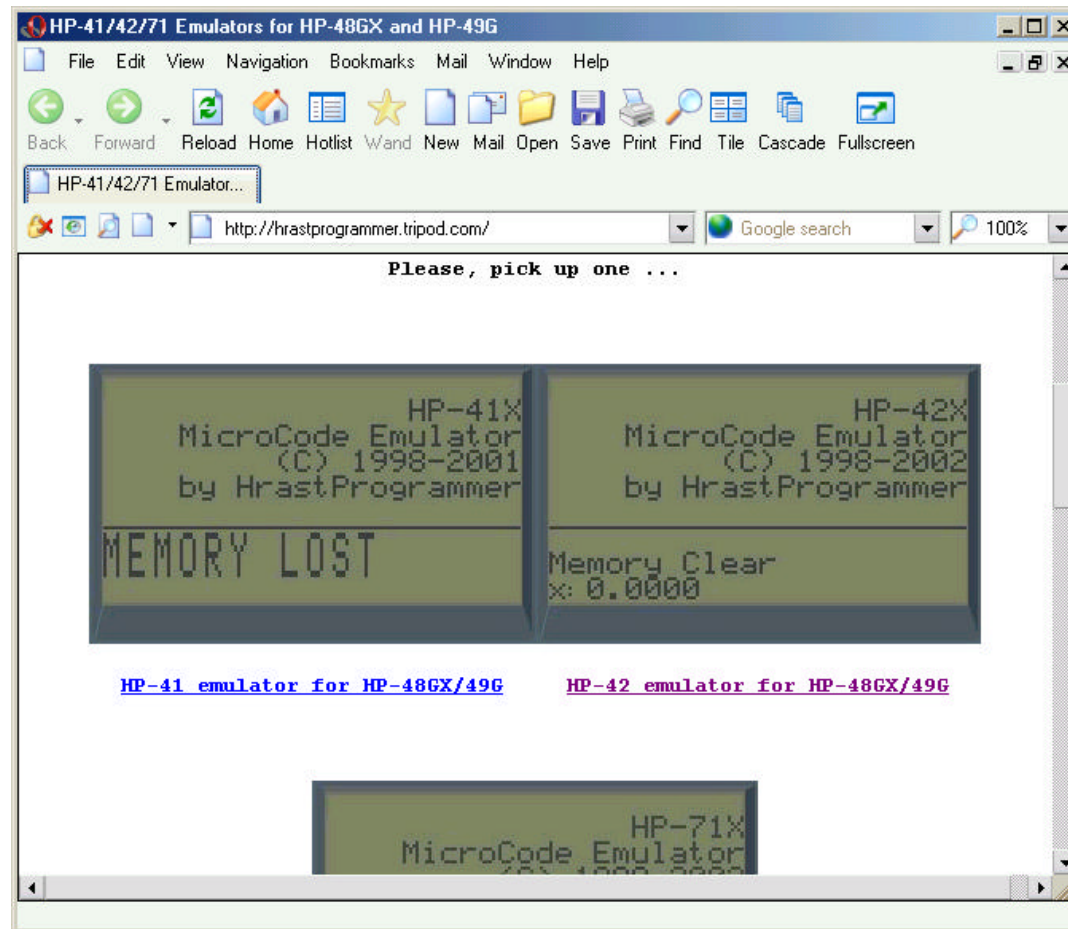 HP-41/42/71 Emulators for HP-48GX and HP-49G
File Edit View Navigation Bookmarks Mail Window Help
Back Forward Reload Home Hotlist Wand New Mail Open Save Print Find Tile Cascade Fullscreen
HP-41/42/71 Emulator...
http://hrastprogrammer.tripod.com/ Google search 100%
Please, pick up one ...
HP-41X
MicroCode Emulator
(C) 1998-2001
by HrastProgrammer
MEMORY LOST
HP-42X
MicroCode Emulator
(C) 1998-2002
by HrastProgrammer
Memory Clear
x: 0.0000
HP-41 emulator for HP-48GX/49G
HP-42 emulator for HP-48GX/49G
HP-71X
MicroCode Emulator